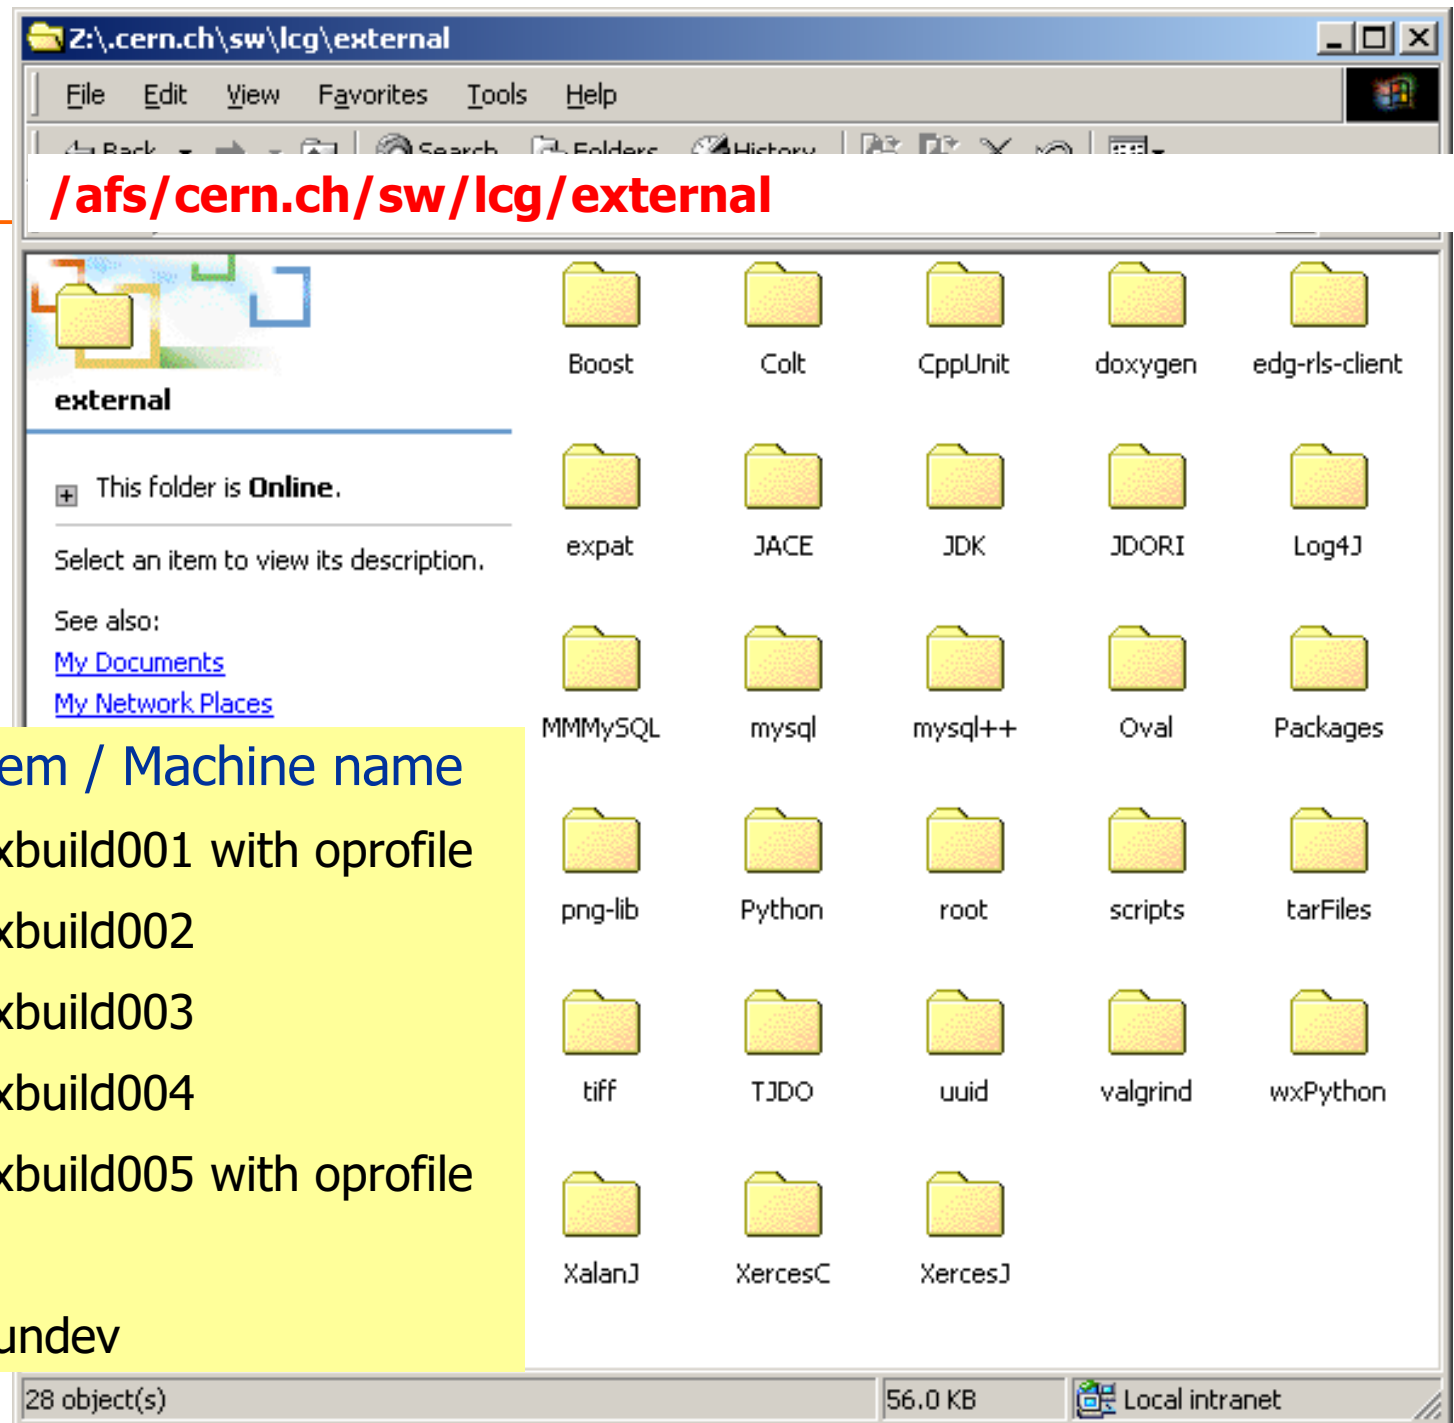 Z:\.cern.ch\sw\lcg\external
File Edit View Favorites Tools Help
Back Search Folders History
/afs/cern.ch/sw/lcg/external
external
This folder is Online.
Select an item to view its description.
See also:
My Documents
My Network Places
Boost Colt CppUnit doxygen edg-rls-client
expat JACE JDK JDORI Log4J
MMMySQL mysql mysql++ Oval Packages
png-lib Python root scripts tarFiles
tiff TJDO uuid valgrind wxPython
XalanJ XercesC XercesJ
em / Machine name
xbuild001 with oprofile
xbuild002
xbuild003
xbuild004
xbuild005 with oprofile
undev
28 object(s) 56.0 KB Local intranet